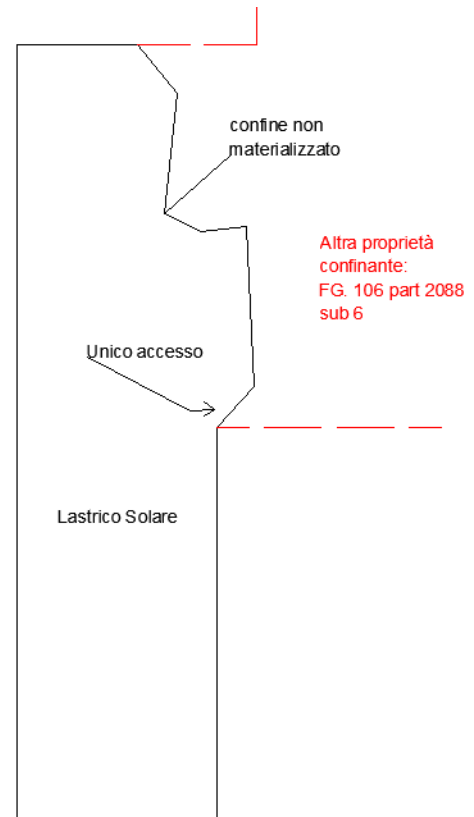 confine non
materializzato
Altra proprietà
confinante:
FG. 106 part 2088
sub 6
Unico accesso
Lastrico Solare